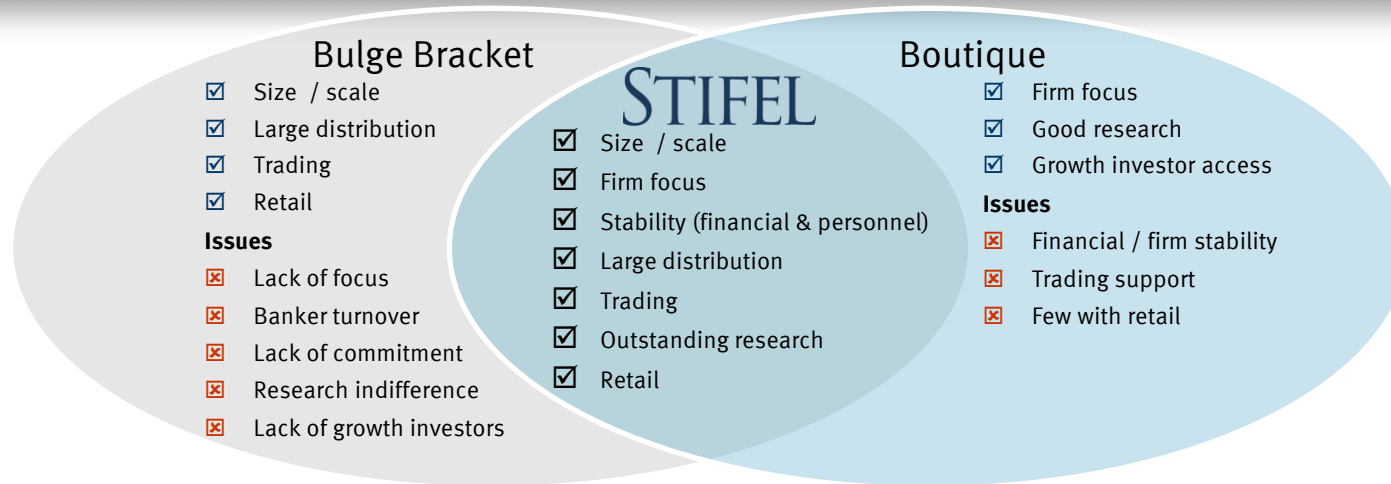 Bulge Bracket
Size / scale
Large distribution
Trading
Retail
Issues
Lack of focus
Banker turnover
Lack of commitment
Research indifference
Lack of growth investors
STIFEL
Size / scale
Firm focus
Stability (financial & personnel)
Large distribution
Trading
Outstanding research
Retail
Boutique
Firm focus
Good research
Growth investor access
Issues
Financial / firm stability
Trading support
Few with retail